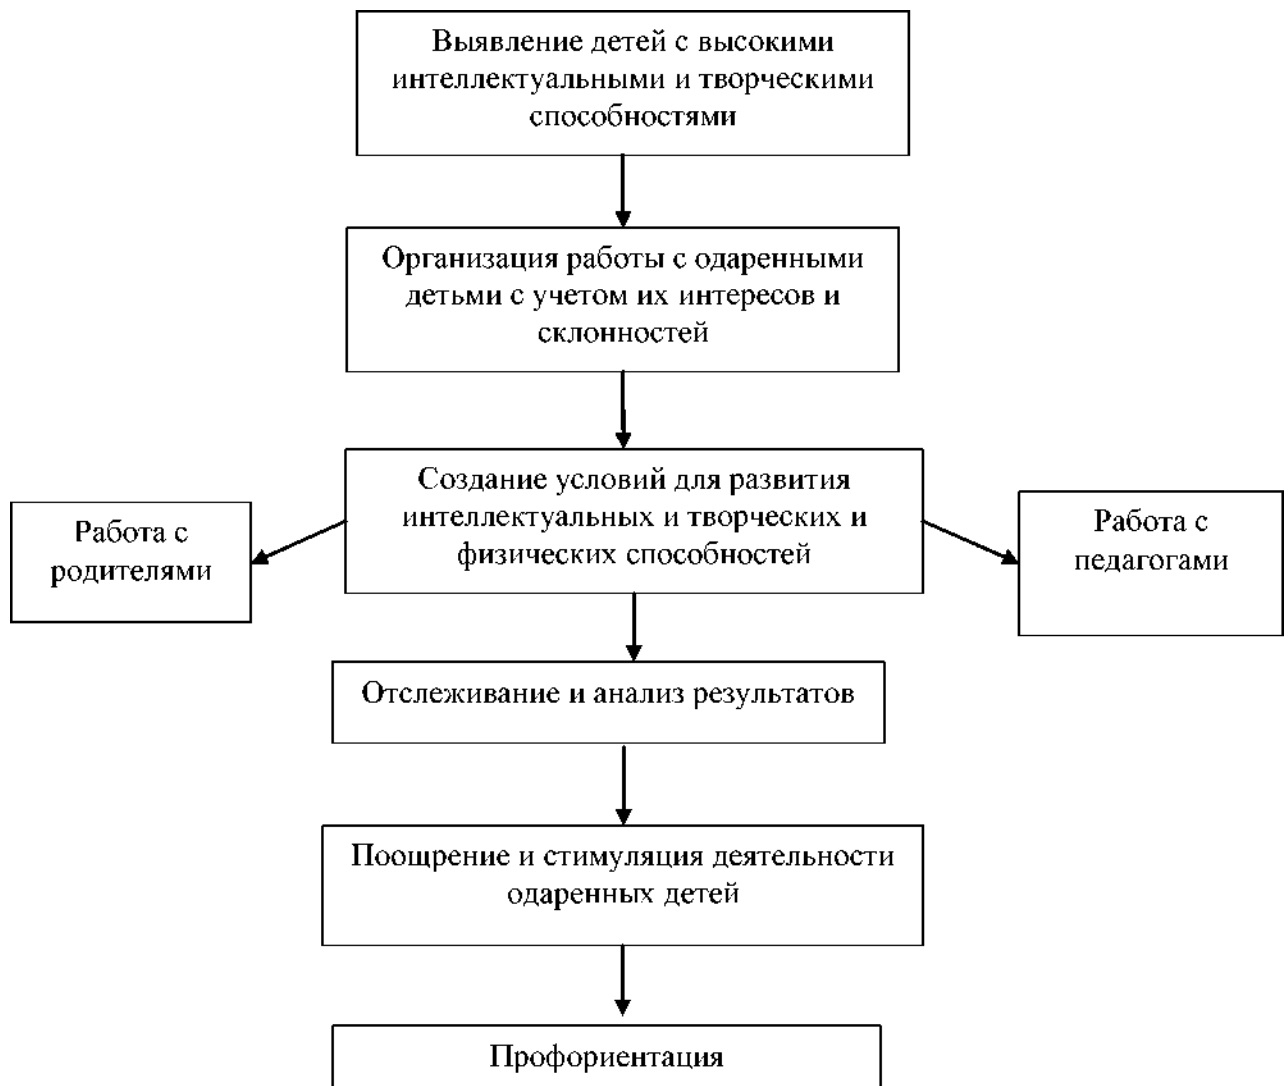 Выявление детей с высокими
интеллектуальными и творческими
способностями
Организация работы с одаренными
детьми с учетом их интересов и
склонностей
Создание условий для развития
интеллектуальных и творческих и
физических способностей
Работа с
родителями
Работа с
педагогами
Отслеживание и анализ результатов
Поощрение и стимуляция деятельности
одаренных детей
Профориентация